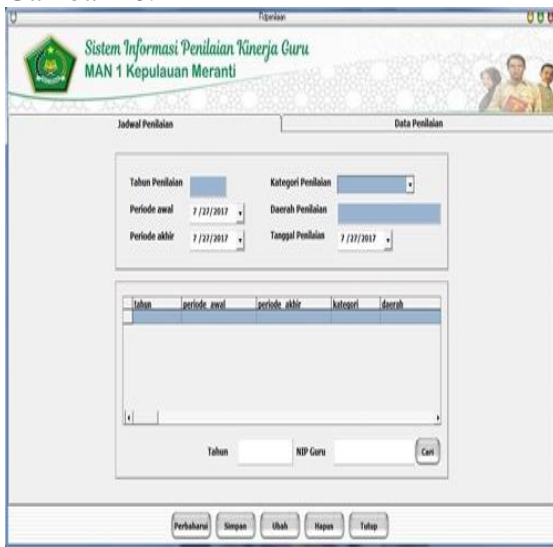 Fidpenilaan
Sistem Informasi Penilaian Kinerja Guru
MAN 1 Kepulauan Meranti
Jadwal Penilaian Data Penilaian
Tahun Penilaian Kategori Penilaian
Periode awal 7/27/2017 Daerah Penilaian
Periode akhir 7/27/2017 Tanggal Penilaian 7/27/2017
tahun periode_awal periode_akhir kategori daerah
Tahun NIP Guru Cari
Perbaharui Simpan Ubah Hapus Tutup